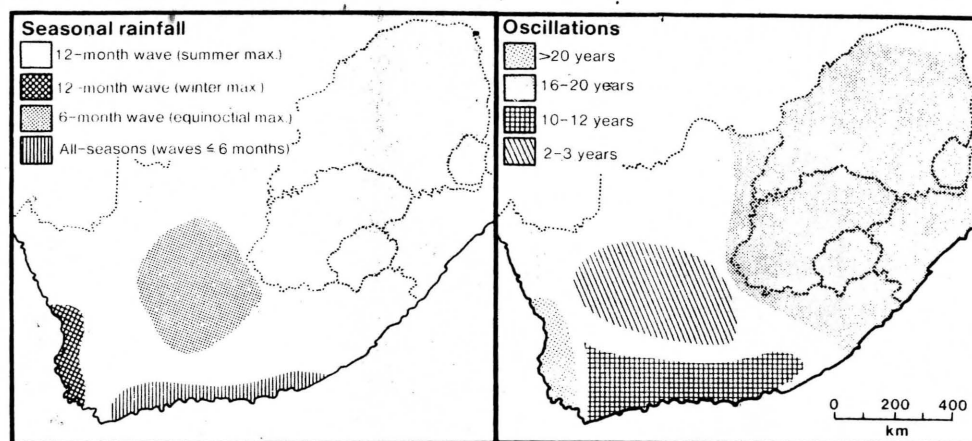 Seasonal rainfall
12-month wave (summer max.)
12-month wave (winter max.)
6-month wave (equinoctial max.)
All-seasons (waves ≤ 6 months)
Oscillations
>20 years
16-20 years
10-12 years
2-3 years
0 200 400
km